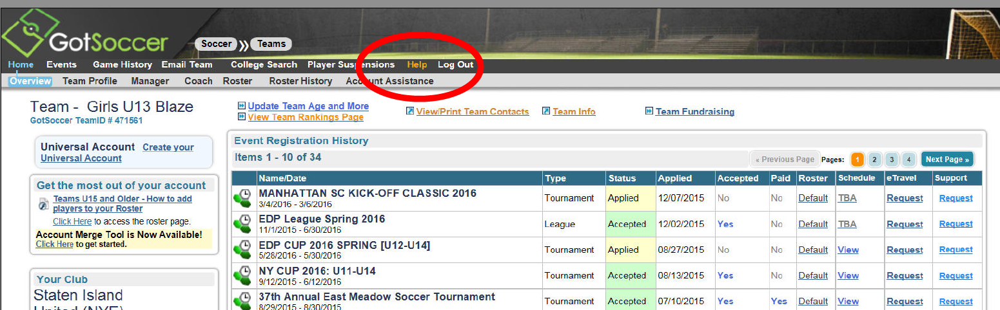 GotSoccer
Soccer » Teams
Home Events Game History Email Team College Search Player Suspensions Help Log Out
Overview Team Profile Manager Coach Roster Roster History Account Assistance
Team - Girls U13 Blaze
GotSoccer TeamID # 471561
Update Team Age and More
View Team Rankings Page
View/Print Team Contacts
Team Info
Team Fundraising
Universal Account Create your
Universal Account
Get the most out of your account
Teams U15 and Older - How to add
players to your Roster
Click Here to access the roster page.
Account Merge Tool is Now Available!
Click Here to get started.
Your Club
Staten Island
United (NYE)
Event Registration History
Items 1 - 10 of 34
« Previous Page Pages: 1 2 3 4 Next Page »
Name/Date Type Status Applied Accepted Paid Roster Schedule eTravel Support
MANHATTAN SC KICK-OFF CLASSIC 2016
3/4/2016 - 3/6/2016
Tournament Applied 12/07/2015 No No Default TBA Request Request
EDP League Spring 2016
11/1/2015 - 6/30/2016
League Accepted 12/02/2015 Yes No Default TBA Request Request
EDP CUP 2016 SPRING [U12-U14]
5/28/2016 - 5/30/2016
Tournament Applied 08/27/2015 No No Default View Request Request
NY CUP 2016: U11-U14
9/12/2015 - 6/12/2016
Tournament Accepted 08/13/2015 Yes No Default View Request Request
37th Annual East Meadow Soccer Tournament
8/29/2015 - 8/30/2015
Tournament Accepted 07/10/2015 Yes Yes Default View Request Request